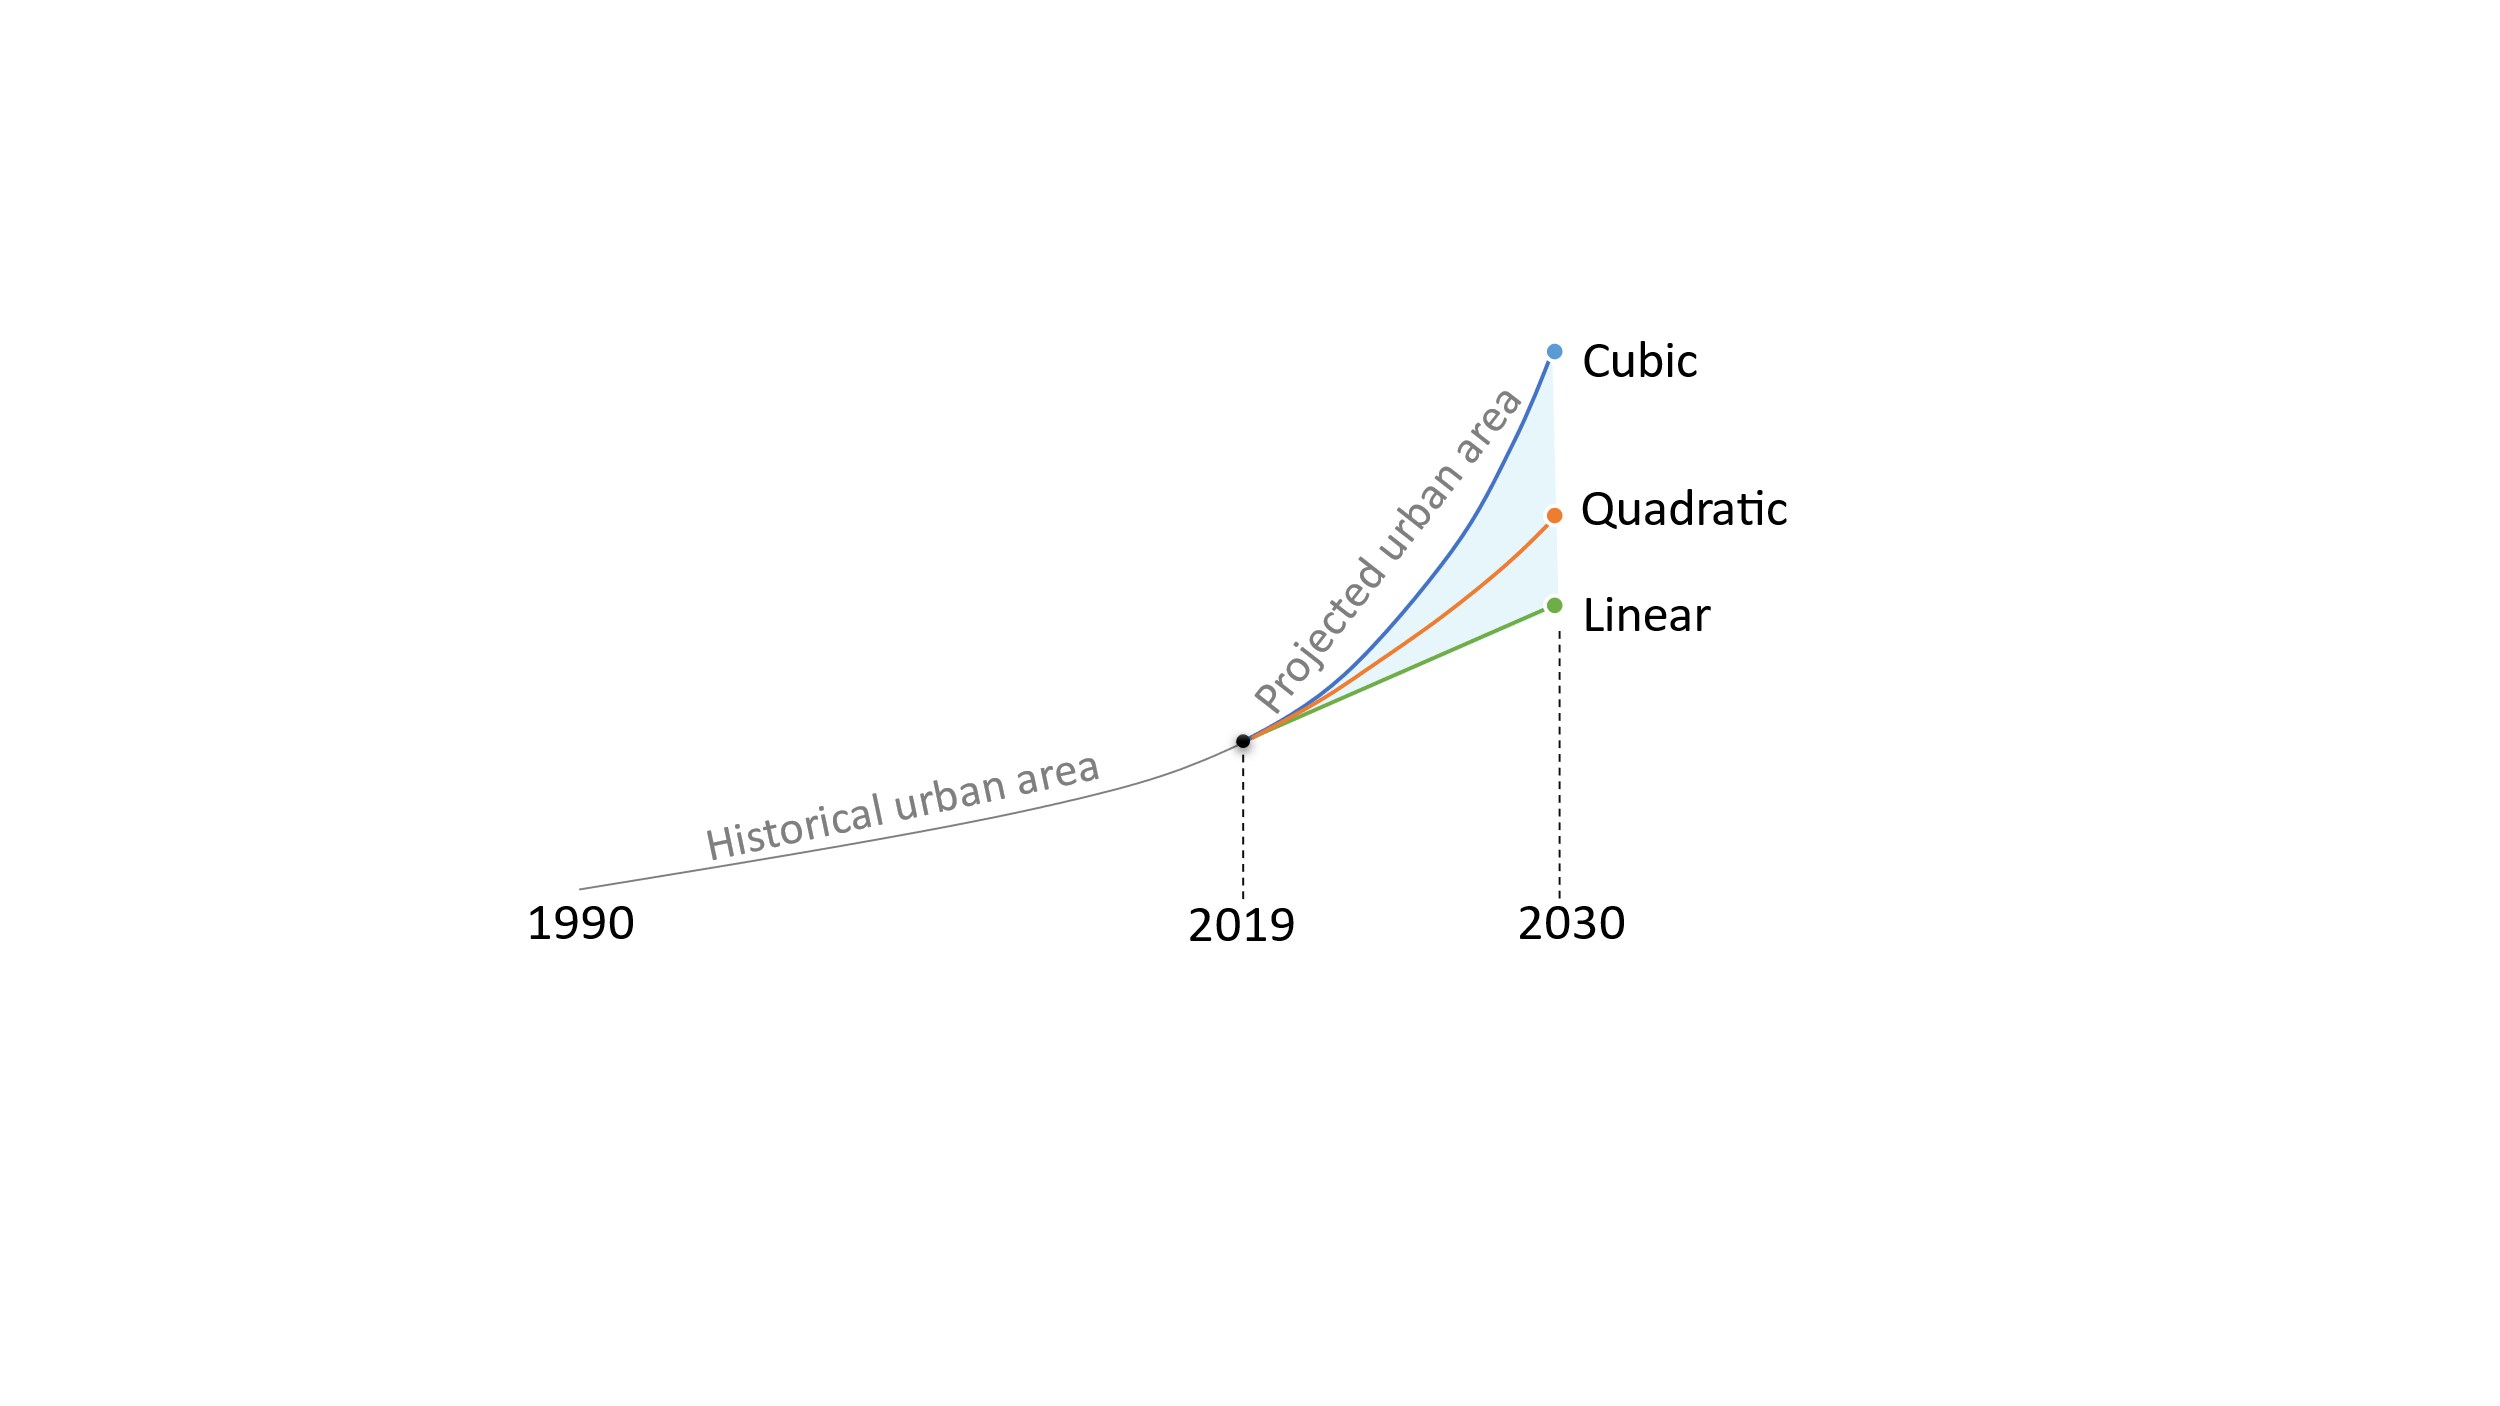 Cubic
Projected urban area
Quadratic
Linear
Historical urban area
1990
2019
2030